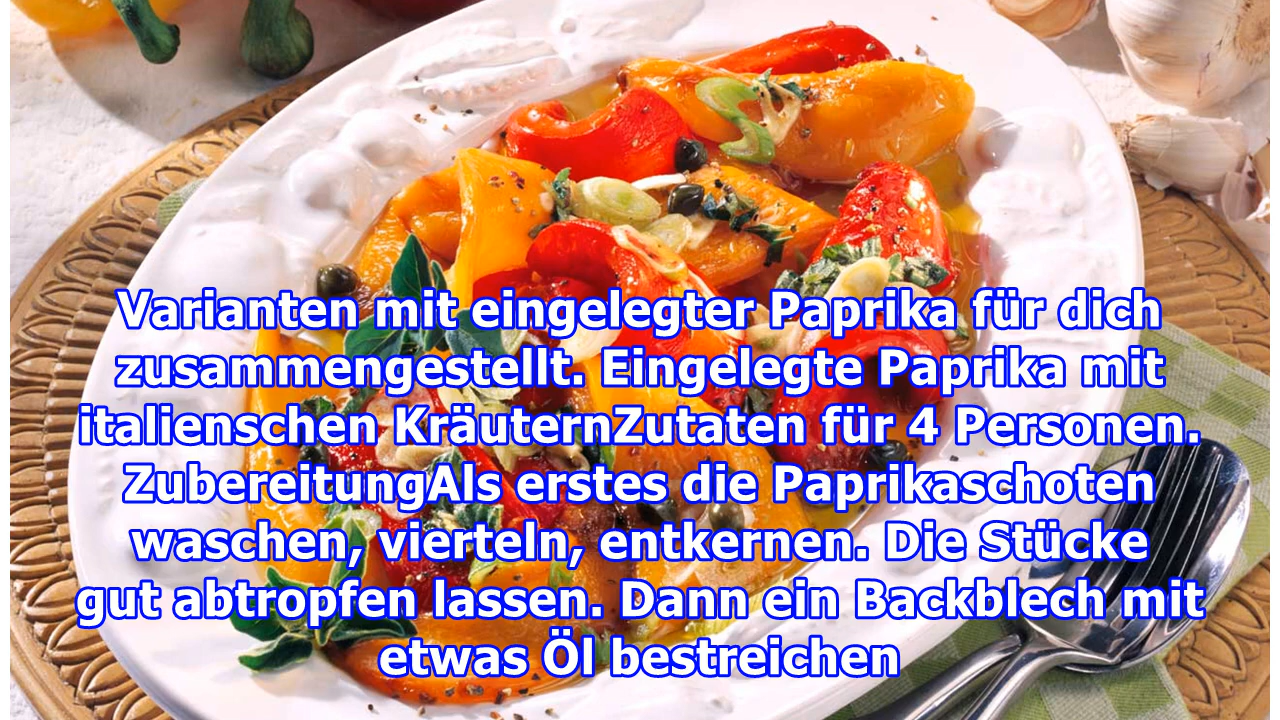 Varianten mit eingelegter Paprika für dich
zusammengestellt. Eingelegte Paprika mit
italienschen KräuternZutaten für 4 Personen.
ZubereitungAls erstes die Paprikaschoten
waschen, vierteln, entkernen. Die Stücke
gut abtropfen lassen. Dann ein Backblech mit
etwas Öl bestreichen